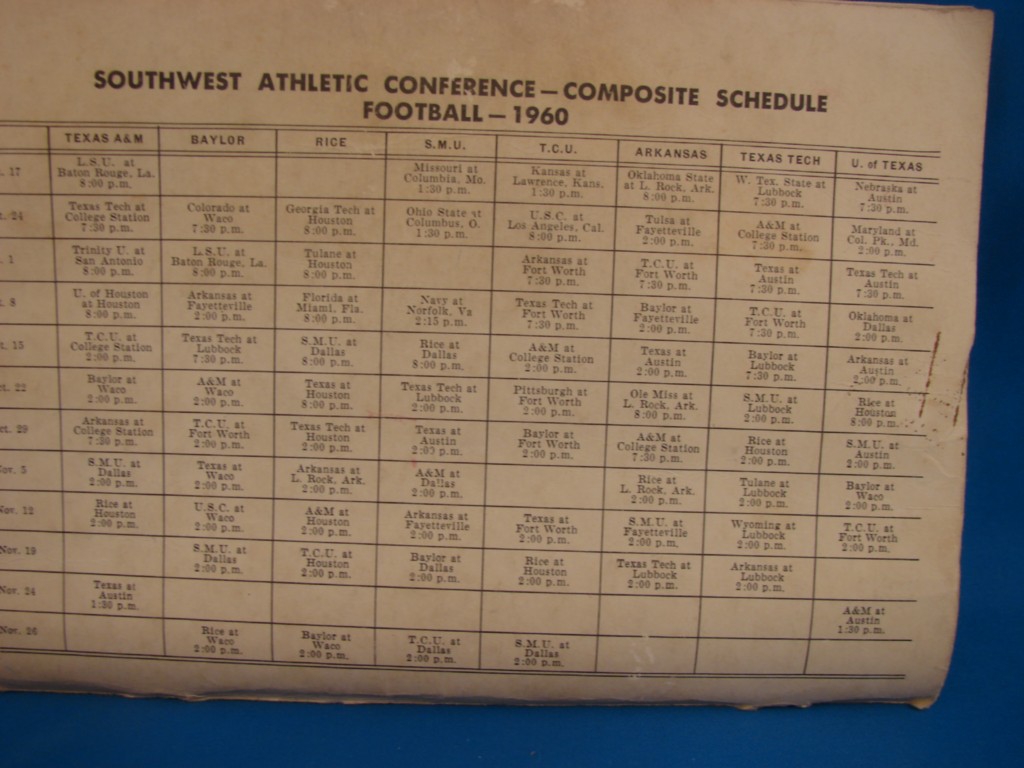 SOUTHWEST ATHLETIC CONFERENCE — COMPOSITE SCHEDULE
FOOTBALL — 1960
TEXAS A&M BAYLOR RICE S.M.U. T.C.U. ARKANSAS TEXAS TECH U. of TEXAS
L.S.U. at Missouri at Kansas at Oklahoma State W. Tex. State at Nebraska at
. 17 Baton Rouge, La. Columbia, Mo. Lawrence, Kans. at L. Rock, Ark. Lubbock Austin
8:00 p.m. 1:30 p.m. 1:30 p.m. 8:00 p.m. 7:30 p.m. 7:30 p.m.
Texas Tech at Colorado at Georgia Tech at Ohio State at U.S.C. at Tulsa at A&M at Maryland at
t. 24 College Station Waco Houston Columbus, O. Los Angeles, Cal. Fayetteville College Station Col. Pk., Md.
7:30 p.m. 7:30 p.m. 8:00 p.m. 1:30 p.m. 8:00 p.m. 2:00 p.m. 7:30 p.m. 2:00 p.m.
Trinity U. at L.S.U. at Tulane at Arkansas at T.C.U. at Texas at Texas Tech at
. 1 San Antonio Baton Rouge, La. Houston Fort Worth Fort Worth Austin Austin
8:00 p.m. 8:00 p.m. 8:00 p.m. 7:30 p.m. 7:30 p.m. 7:30 p.m. 7:30 p.m.
U. of Houston Arkansas at Florida at Navy at Texas Tech at Baylor at T.C.U. at Oklahoma at
. 8 at Houston Fayetteville Miami, Fla. Norfolk, Va Fort Worth Fayetteville Fort Worth Dallas
8:00 p.m. 2:00 p.m. 8:00 p.m. 2:15 p.m. 7:30 p.m. 2:00 p.m. 7:30 p.m. 2:00 p.m.
T.C.U. at Texas Tech at S.M.U. at Rice at A&M at Texas at Baylor at Arkansas at
t. 15 College Station Lubbock Dallas Dallas College Station Austin Lubbock Austin
2:00 p.m. 7:30 p.m. 8:00 p.m. 8:00 p.m. 2:00 p.m. 2:00 p.m. 7:30 p.m. 2:00 p.m.
Baylor at A&M at Texas at Texas Tech at Pittsburgh at Ole Miss at S.M.U. at Rice at
ct. 22 Waco Waco Houston Lubbock Fort Worth L. Rock, Ark. Lubbock Houston
2:00 p.m. 2:00 p.m. 8:00 p.m. 2:00 p.m. 2:00 p.m. 8:00 p.m. 2:00 p.m. 8:00 p.m.
Arkansas at T.C.U. at Texas Tech at Texas at Baylor at A&M at Rice at S.M.U. at
ct. 29 College Station Fort Worth Houston Austin Fort Worth College Station Houston Austin
7:30 p.m. 2:00 p.m. 2:00 p.m. 2:00 p.m. 2:00 p.m. 7:30 p.m. 2:00 p.m. 2:00 p.m.
S.M.U. at Texas at Arkansas at A&M at Rice at Tulane at Baylor at
ov. 5 Dallas Waco L. Rock, Ark. Dallas L. Rock, Ark. Lubbock Waco
2:00 p.m. 2:00 p.m. 2:00 p.m. 2:00 p.m. 2:00 p.m. 2:00 p.m. 2:00 p.m.
Rice at U.S.C. at A&M at Arkansas at Texas at S.M.U. at Wyoming at T.C.U. at
Nov. 12 Houston Waco Houston Fayetteville Fort Worth Fayetteville Lubbock Fort Worth
2:00 p.m. 2:00 p.m. 2:00 p.m. 2:00 p.m. 2:00 p.m. 2:00 p.m. 2:00 p.m. 2:00 p.m.
S.M.U. at T.C.U. at Baylor at Rice at Texas Tech at Arkansas at
Nov. 19 Dallas Houston Dallas Houston Lubbock Lubbock
2:00 p.m. 2:00 p.m. 2:00 p.m. 2:00 p.m. 2:00 p.m. 2:00 p.m.
Texas at A&M at
Nov. 24 Austin Austin
1:30 p.m. 1:30 p.m.
Rice at Baylor at T.C.U. at S.M.U. at
Nov. 26 Waco Waco Dallas Dallas
2:00 p.m. 2:00 p.m. 2:00 p.m. 2:00 p.m.